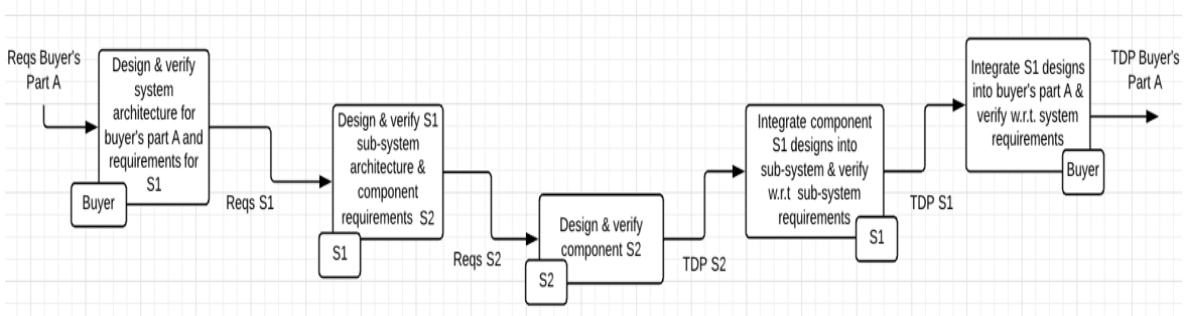 Reqs Buyer's
Part A
Design & verify
system
architecture for
buyer's part A and
requirements for
S1
Buyer
Reqs S1
Design & verify S1
sub-system
architecture &
component
requirements S2
S1
Reqs S2
Design & verify
component S2
S2
TDP S2
Integrate component
S1 designs into
sub-system & verify
w.r.t sub-system
requirements
S1
TDP S1
Integrate S1 designs
into buyer's part A &
verify w.r.t. system
requirements
Buyer
TDP Buyer's
Part A